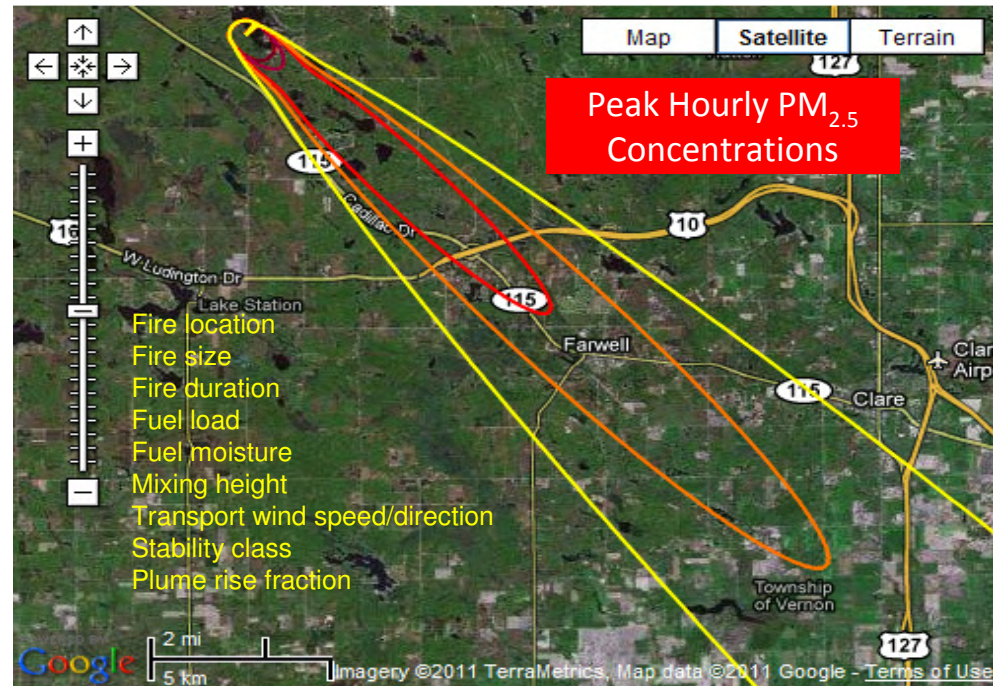 Map Satellite Terrain
127
Peak Hourly PM2.5
Concentrations
115
Cadillac Dr
10
W Ludington Dr
Lake Station
115
Farwell
115
Clare
Fire location
Fire size
Fire duration
Fuel load
Fuel moisture
Mixing height
Transport wind speed/direction
Stability class
Plume rise fraction
Township
of Vernon
127
2 mi
5 km
Google
Imagery ©2011 TerraMetrics, Map data ©2011 Google - Terms of Use